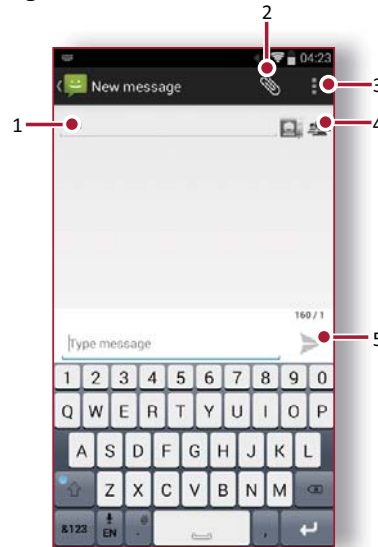 2
04:23
New message
3
1
4
160 / 1
Type message
5
1 2 3 4 5 6 7 8 9 0
Q W E R T Y U I O P
A S D F G H J K L
Z X C V B N M
&123 EN . @ ,